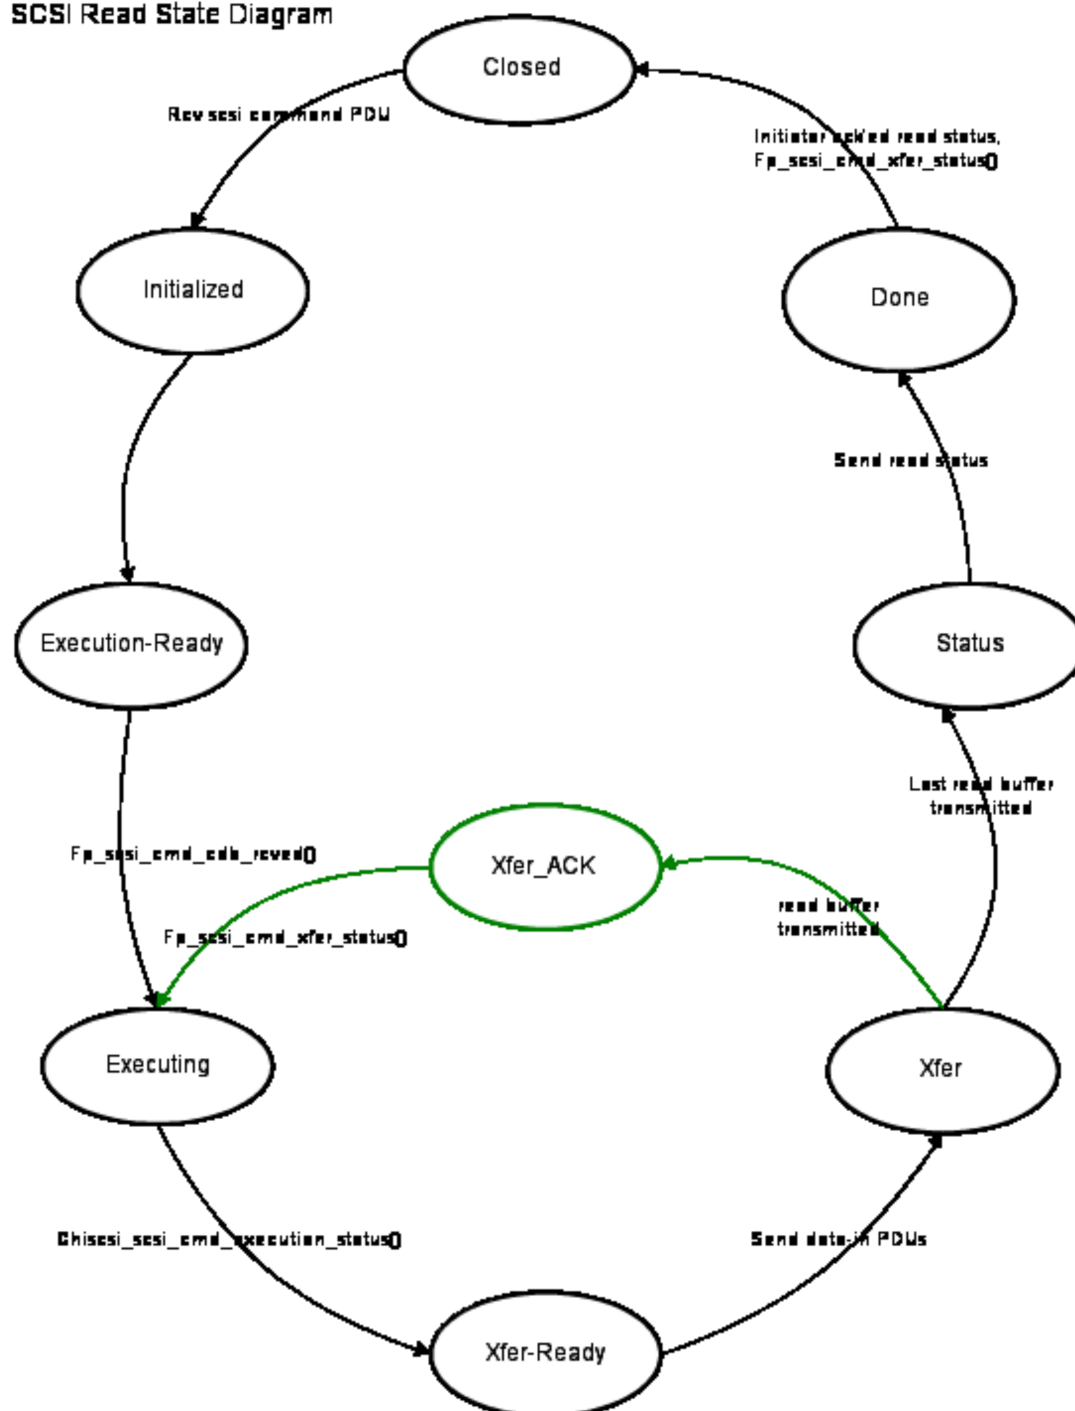 SCSI Read State Diagram
Closed
Rcv scsi command PDU
Initiator ack'ed read status,
Fp_scsi_cmd_xfer_status()
Initialized
Done
Send read status
Execution-Ready
Status
Last read buffer
transmitted
Fp_scsi_cmd_cdb_rcved()
Xfer_ACK
read buffer
transmitted
Fp_scsi_cmd_xfer_status()
Executing
Xfer
Chiscsi_scsi_cmd_execution_status()
Send data-in PDUs
Xfer-Ready